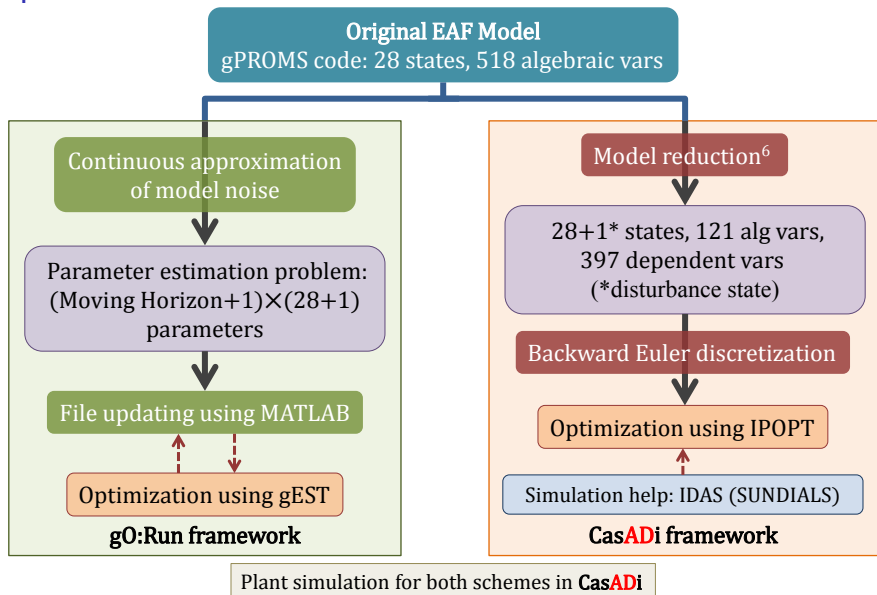 Original EAF Model
gPROMS code: 28 states, 518 algebraic vars
Continuous approximation
of model noise
Parameter estimation problem:
(Moving Horizon+1)×(28+1)
parameters
File updating using MATLAB
Optimization using gEST
gO:Run framework
Model reduction⁶
28+1* states, 121 alg vars,
397 dependent vars
(*disturbance state)
Backward Euler discretization
Optimization using IPOPT
Simulation help: IDAS (SUNDIALS)
CasADi framework
Plant simulation for both schemes in CasADi